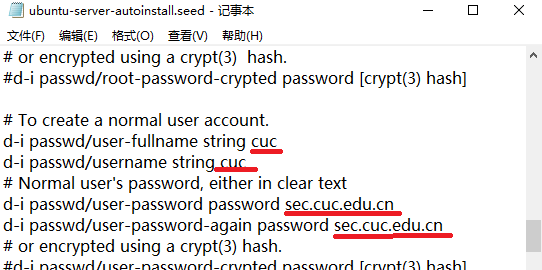 ubuntu-server-autoinstall.seed - 记事本
文件(F) 编辑(E) 格式(O) 查看(V) 帮助(H)
# or encrypted using a crypt(3)  hash.
#d-i passwd/root-password-crypted password [crypt(3) hash]
# To create a normal user account.
d-i passwd/user-fullname string cuc
d-i passwd/username string cuc
# Normal user's password, either in clear text
d-i passwd/user-password password sec.cuc.edu.cn
d-i passwd/user-password-again password sec.cuc.edu.cn
# or encrypted using a crypt(3) hash.
#d-i passwd/user-password-crypted password [crypt(3) hash]